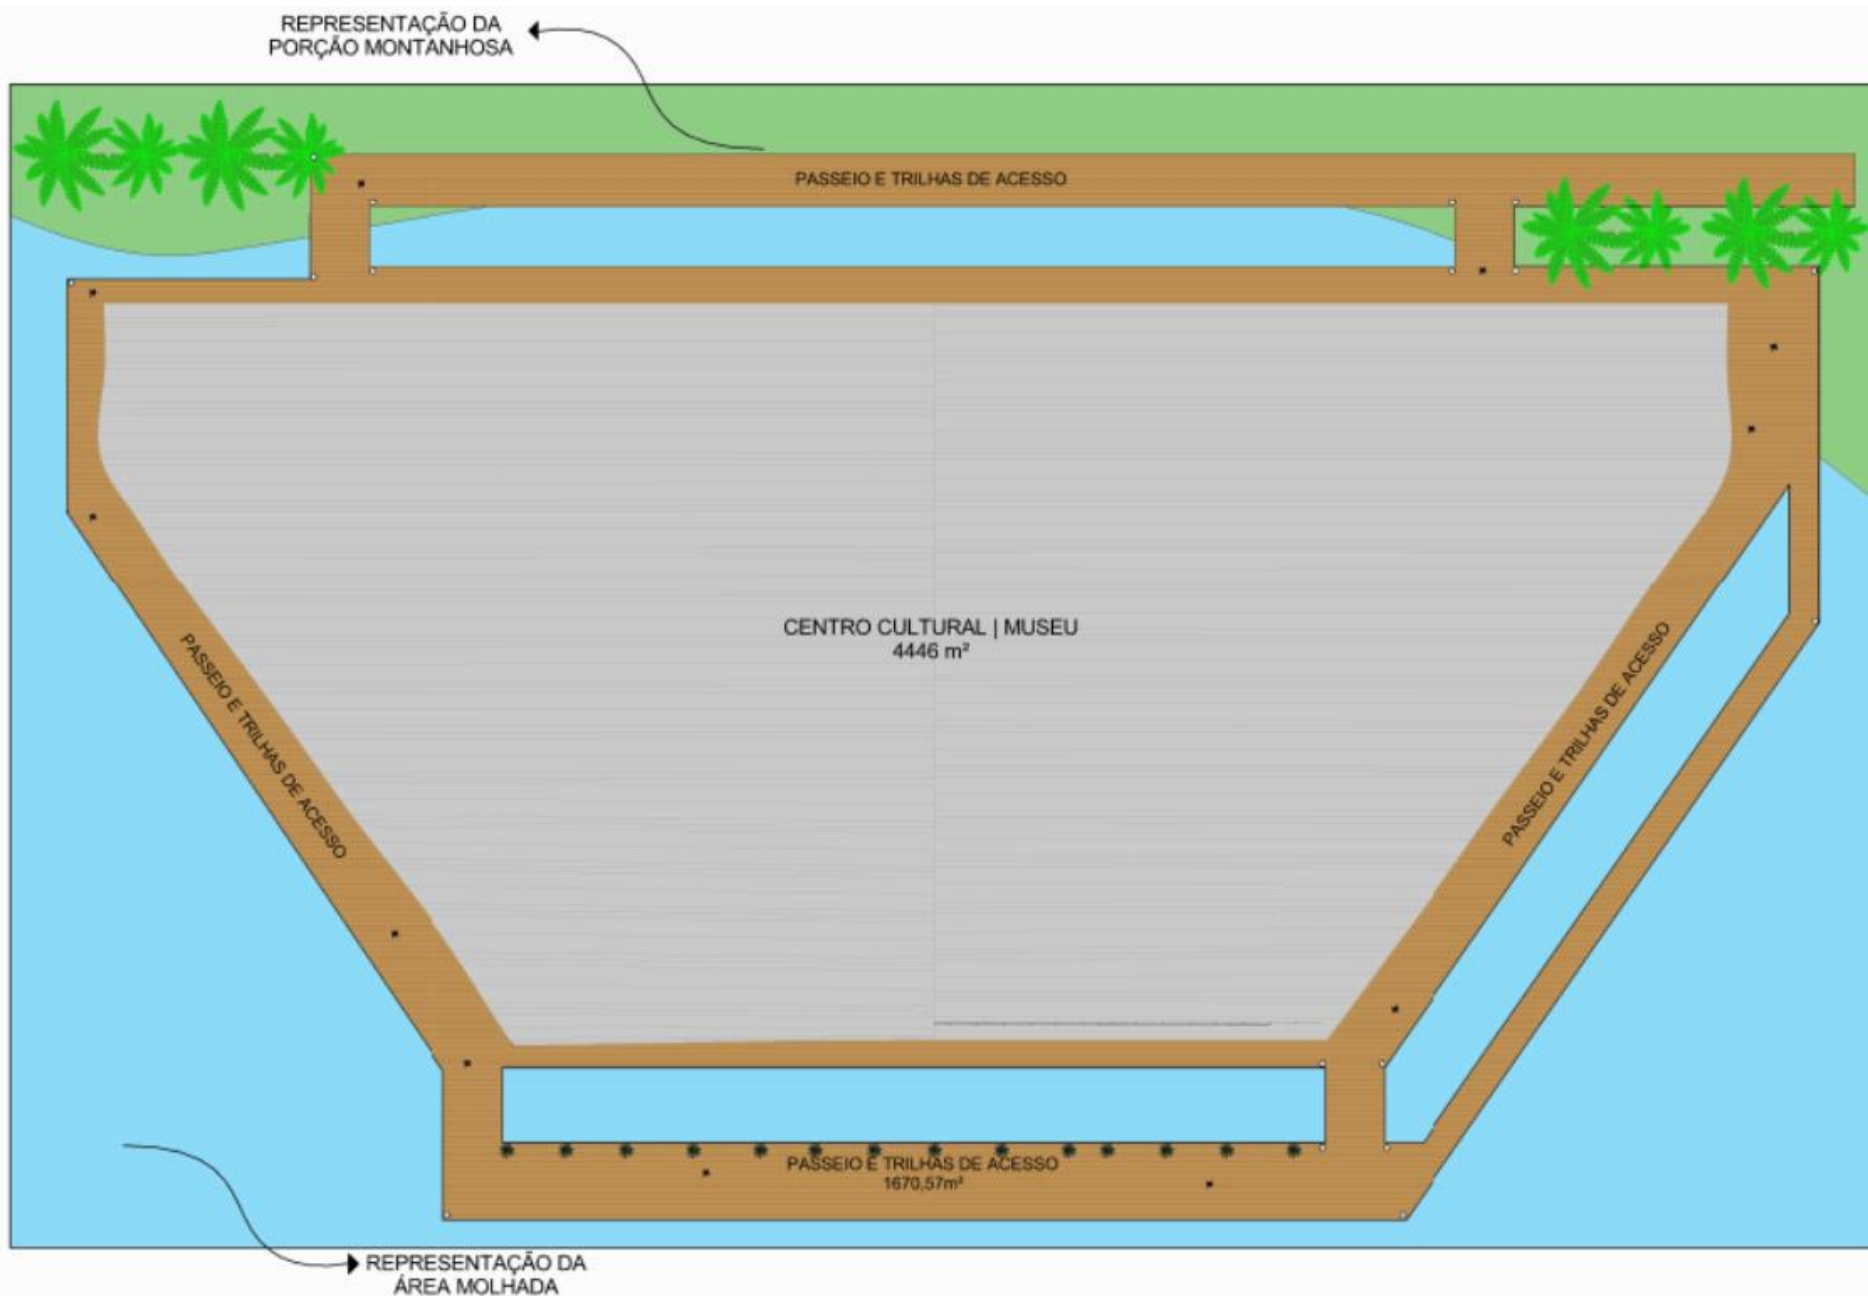 REPRESENTAÇÃO DA
PORÇÃO MONTANHOSA
PASSEIO E TRILHAS DE ACESSO
CENTRO CULTURAL | MUSEU
4446 m²
PASSEIO E TRILHAS DE ACESSO
PASSEIO E TRILHAS DE ACESSO
PASSEIO E TRILHAS DE ACESSO
1670,57m²
REPRESENTAÇÃO DA
ÁREA MOLHADA